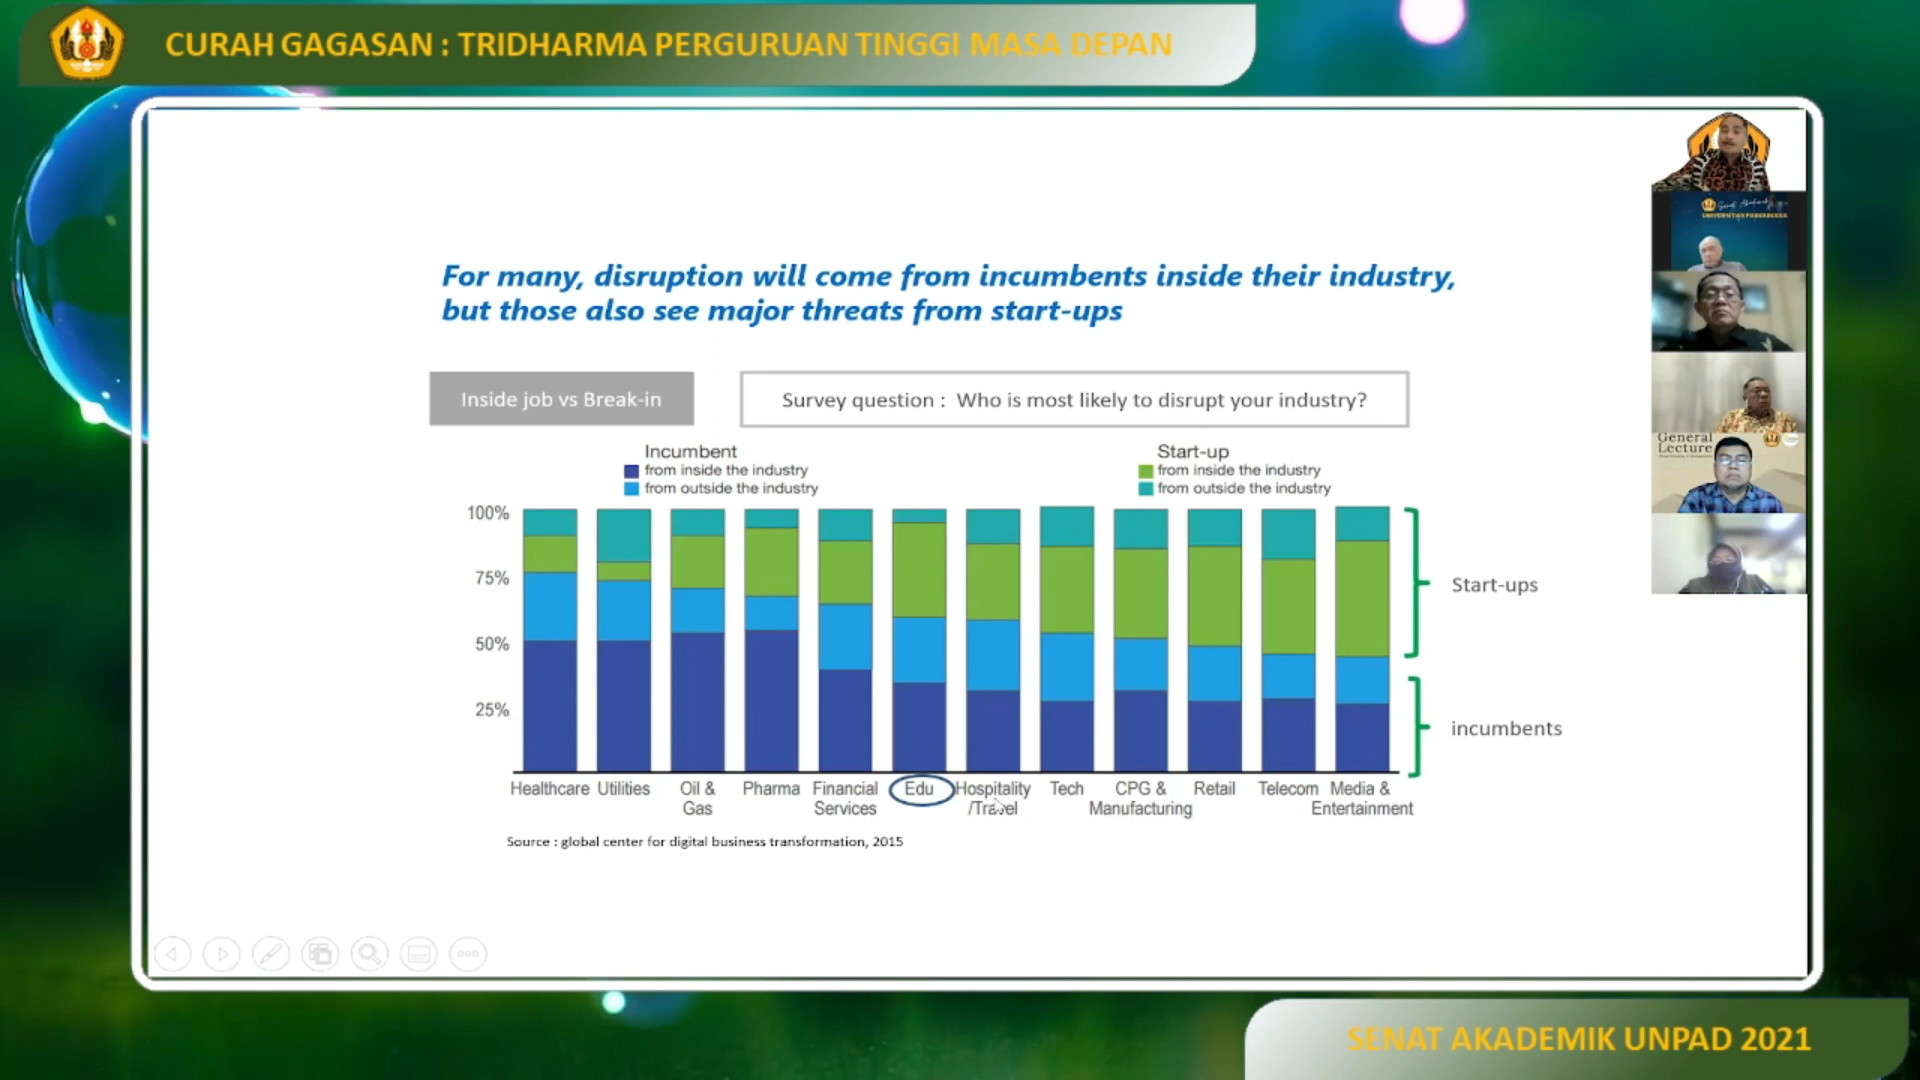 CURAH GAGASAN : TRIDHARMA PERGURUAN TINGGI MASA DEPAN
For many, disruption will come from incumbents inside their industry,
but those also see major threats from start-ups
Inside job vs Break-in
Survey question : Who is most likely to disrupt your industry?
Incumbent
from inside the industry
from outside the industry
Start-up
from inside the industry
from outside the industry
100%
75%
50%
25%
Start-ups
incumbents
Healthcare
Utilities
Oil &
Gas
Pharma
Financial
Services
Edu
Hospitality
/Travel
Tech
CPG &
Manufacturing
Retail
Telecom
Media &
Entertainment
Source : global center for digital business transformation, 2015
UNIVERSITAS PADJADJARAN
General
Lecture
SENAT AKADEMIK UNPAD 2021